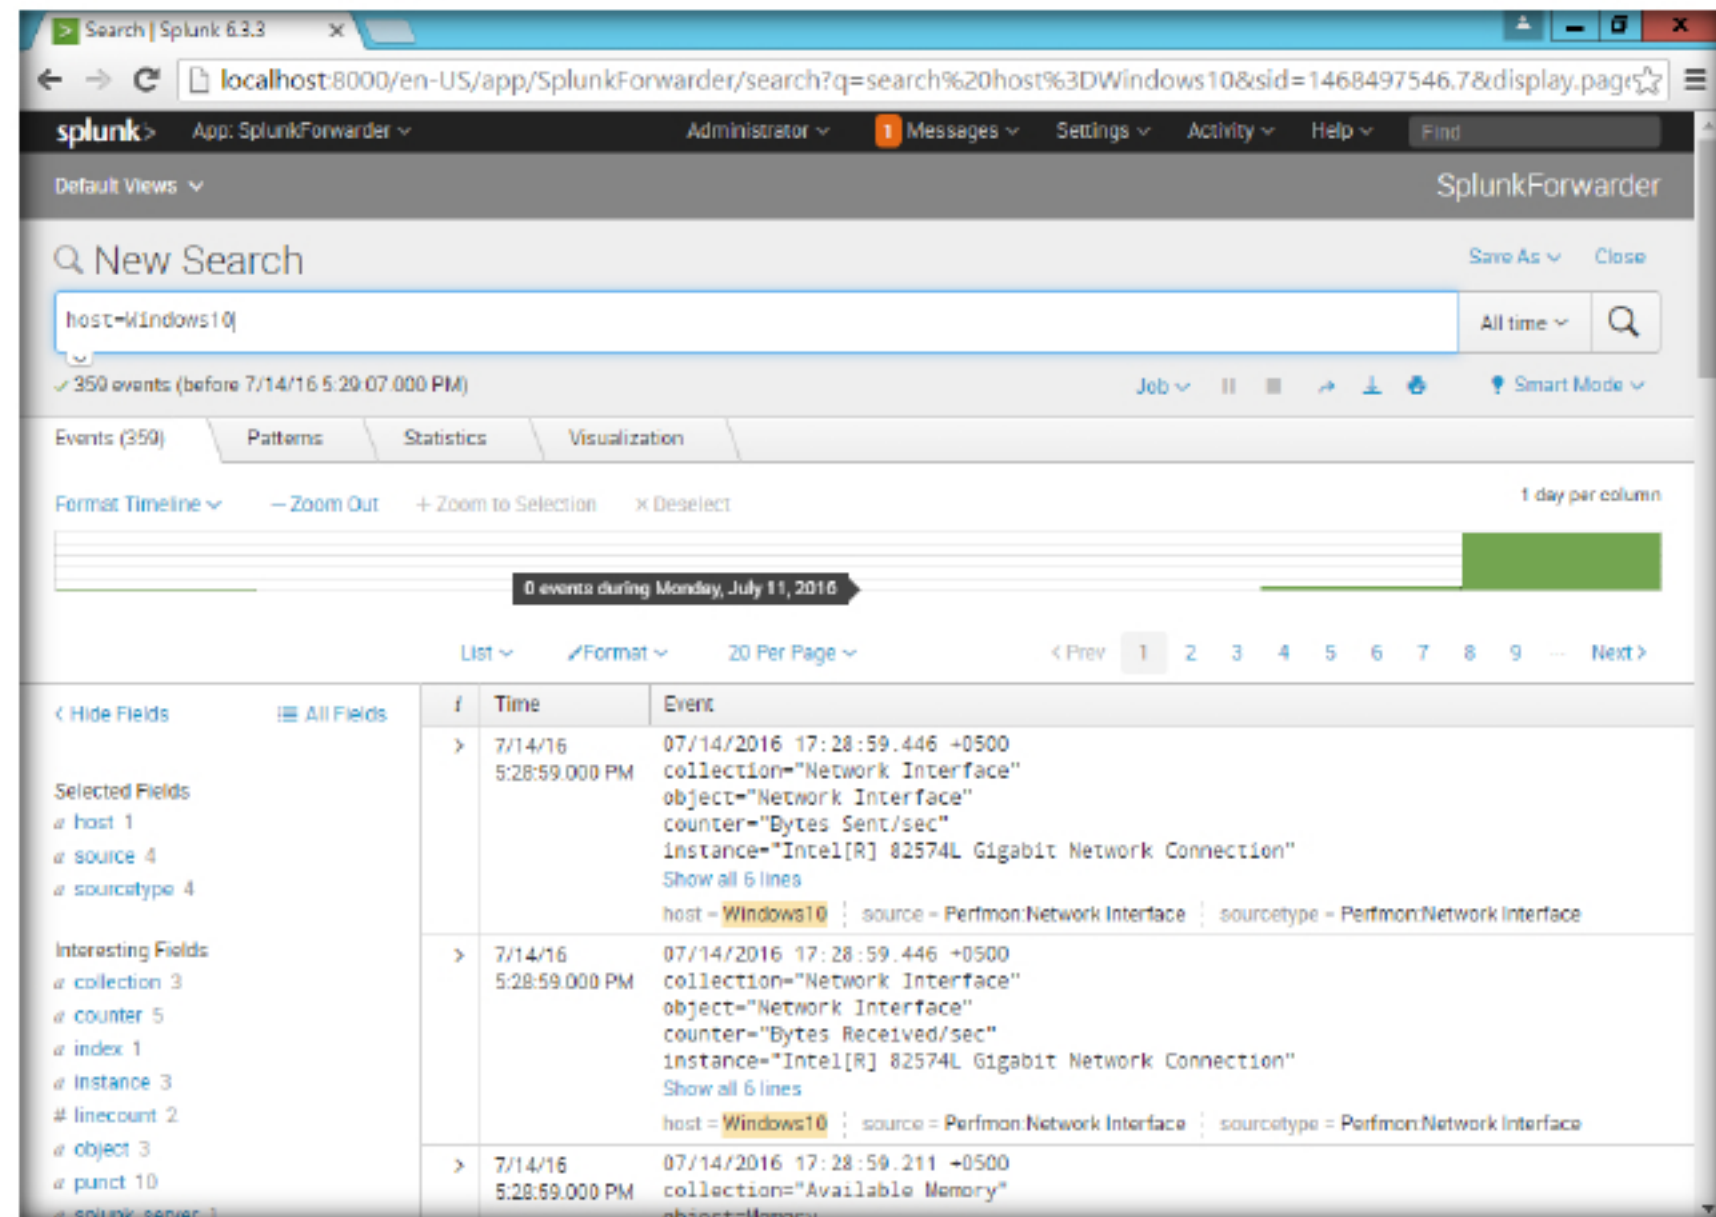 Search | Splunk 6.3.3
localhost:8000/en-US/app/SplunkForwarder/search?q=search%20host%3DWindows10&sid=1468497546.7&display.page
splunk> App: SplunkForwarder Administrator 1 Messages Settings Activity Help Find
Default Views SplunkForwarder
New Search Save As Close
host=Windows10 All time
359 events (before 7/14/16 5:29:07.000 PM) Job Smart Mode
Events (359) Patterns Statistics Visualization
Format Timeline — Zoom Out + Zoom to Selection × Deselect 1 day per column
0 events during Monday, July 11, 2016
List Format 20 Per Page < Prev 1 2 3 4 5 6 7 8 9 ... Next >
< Hide Fields All Fields
Selected Fields
a host 1
a source 4
a sourcetype 4
Interesting Fields
a collection 3
a counter 5
a index 1
a instance 3
# linecount 2
a object 3
a punct 10
a splunk_server 1
i Time Event
> 7/14/16 5:28:59.000 PM
07/14/2016 17:28:59.446 +0500
collection="Network Interface"
object="Network Interface"
counter="Bytes Sent/sec"
instance="Intel[R] 82574L Gigabit Network Connection"
Show all 6 lines
host = Windows10 source = Perfmon:Network Interface sourcetype = Perfmon:Network Interface
> 7/14/16 5:28:59.000 PM
07/14/2016 17:28:59.446 +0500
collection="Network Interface"
object="Network Interface"
counter="Bytes Received/sec"
instance="Intel[R] 82574L Gigabit Network Connection"
Show all 6 lines
host = Windows10 source = Perfmon:Network Interface sourcetype = Perfmon:Network Interface
> 7/14/16 5:28:59.000 PM
07/14/2016 17:28:59.211 +0500
collection="Available Memory"
object=Memory